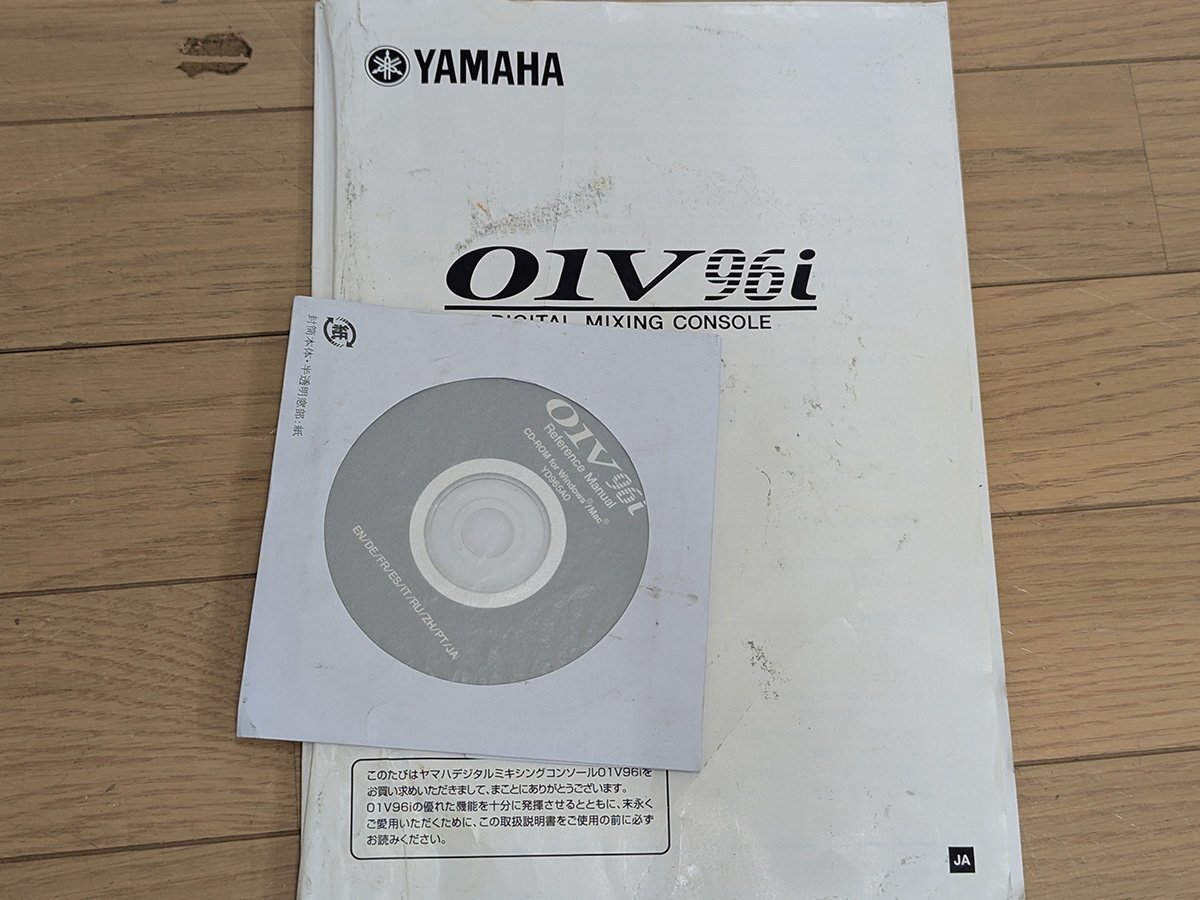 YAMAHA
01V96i
DIGITAL MIXING CONSOLE
紙
封筒本体・半透明窓部:紙
01V96i
Reference Manual
CD-ROM for Windows®/Mac®
YD965A0
EN/DE/FR/ES/IT/RU/ZH/PT/JA
このたびはヤマハデジタルミキシングコンソール01V96iを
お買い求めいただきまして、まことにありがとうございます。
01V96iの優れた機能を十分に発揮させるとともに、末永く
ご愛用いただくために、この取扱説明書をご使用の前に必ず
お読みください。
JA